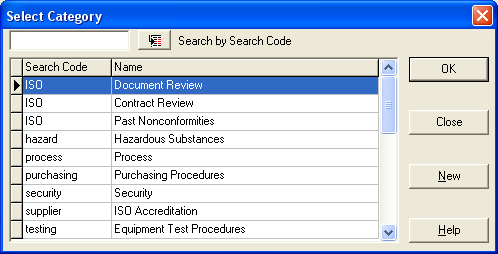 Select Category
Search by Search Code
Search Code Name
ISO Document Review
ISO Contract Review
ISO Past Nonconformities
hazard Hazardous Substances
process Process
purchasing Purchasing Procedures
security Security
supplier ISO Accreditation
testing Equipment Test Procedures
OK
Close
New
Help